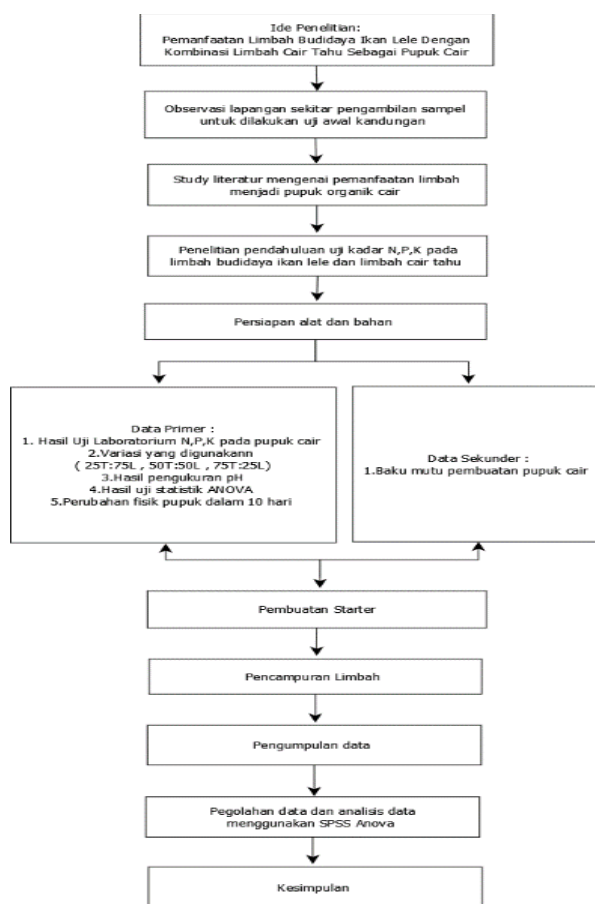 Ide Penelitian:
Pemanfaatan Limbah Budidaya Ikan Lele Dengan
Kombinasi Limbah Cair Tahu Sebagai Pupuk Cair
Observasi lapangan sekitar pengambilan sampel
untuk dilakukan uji awal kandungan
Study literatur mengenai pemanfaatan limbah
menjadi pupuk organik cair
Penelitian pendahuluan uji kadar N,P,K pada
limbah budidaya ikan lele dan limbah cair tahu
Persiapan alat dan bahan
Data Primer :
1. Hasil Uji Laboratorium N,P,K pada pupuk cair
2.Variasi yang digunakann
( 25T:75L , 50T:50L , 75T:25L)
3.Hasil pengukuran pH
4.Hasil uji statistik ANOVA
5.Perubahan fisik pupuk dalam 10 hari
Data Sekunder :
1.Baku mutu pembuatan pupuk cair
Pembuatan Starter
Pencampuran Limbah
Pengumpulan data
Pegolahan data dan analisis data
menggunakan SPSS Anova
Kesimpulan